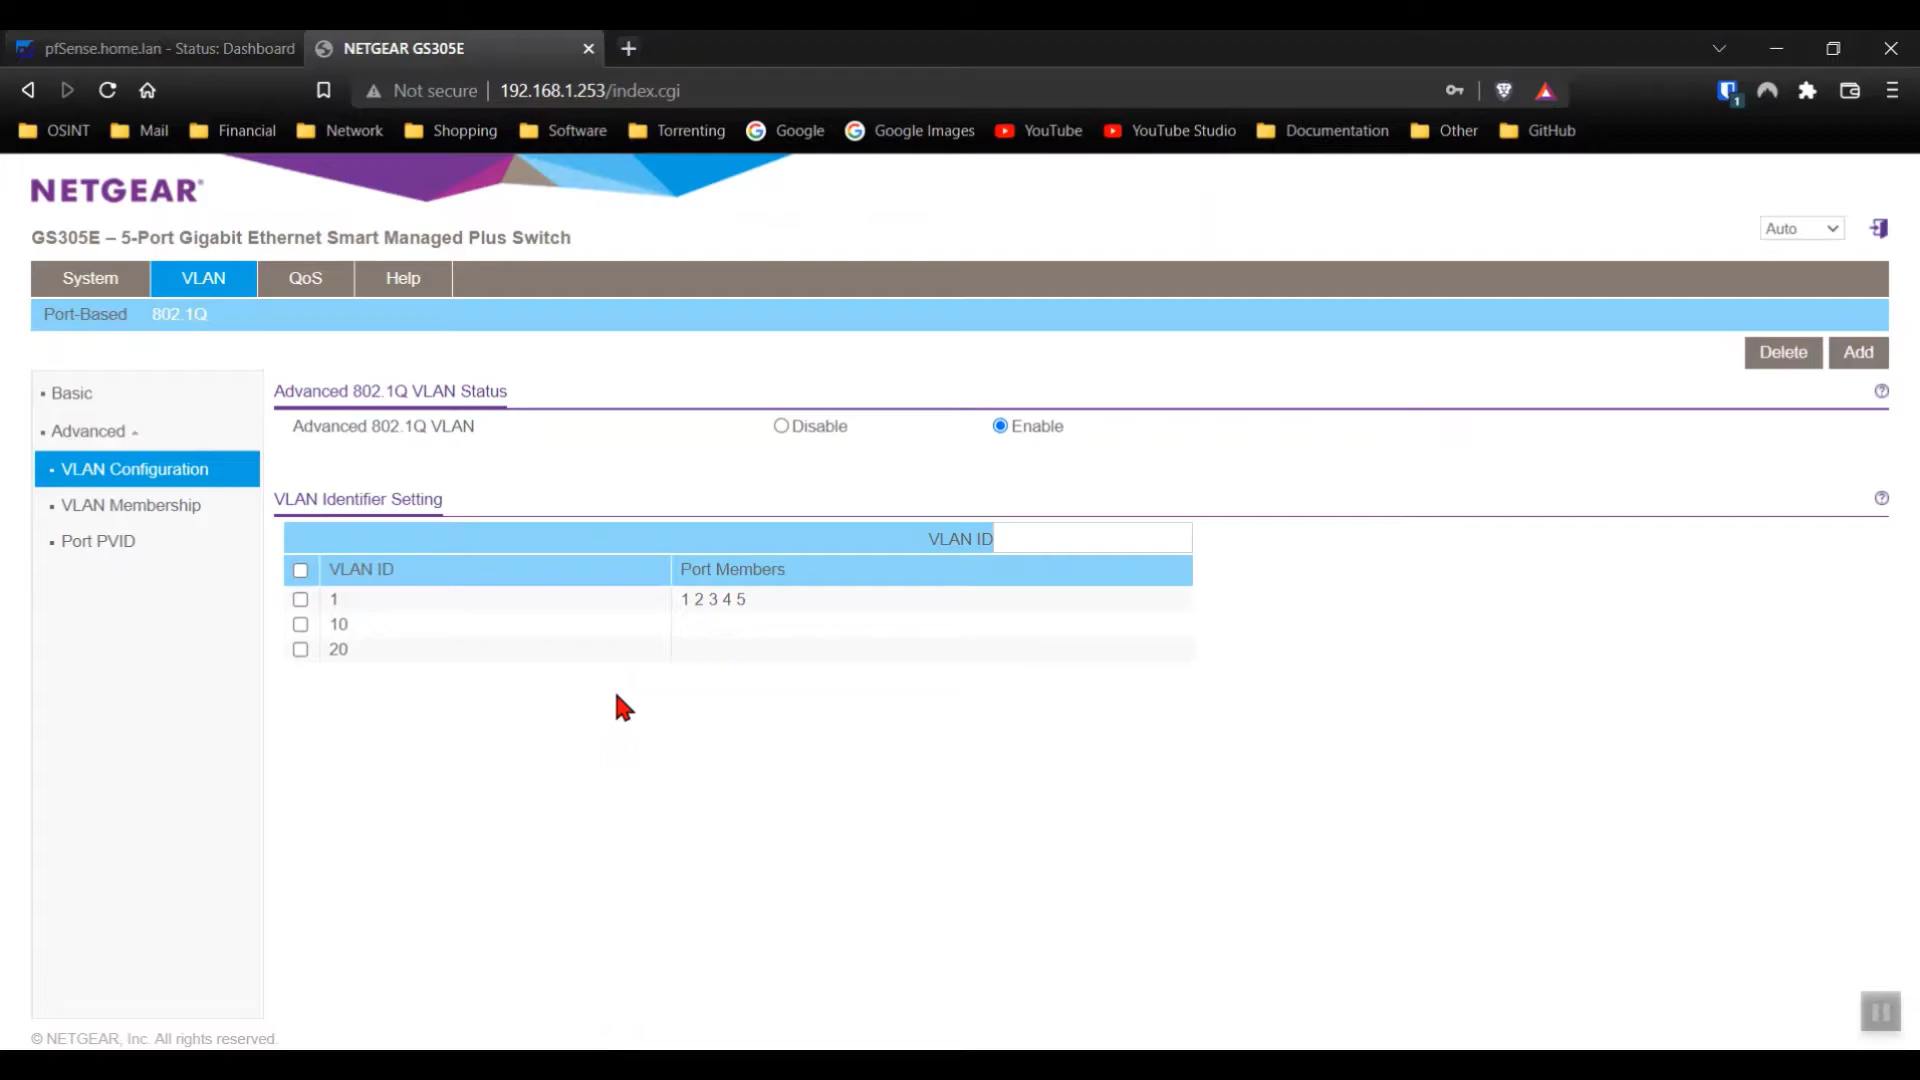 pfSense.home.lan - Status: Dashboard
NETGEAR GS305E
Not secure 192.168.1.253/index.cgi
1
OSINT Mail Financial Network Shopping Software Torrenting Google Google Images YouTube YouTube Studio Documentation Other GitHub
NETGEAR®
GS305E – 5-Port Gigabit Ethernet Smart Managed Plus Switch
Auto
System VLAN QoS Help
Port-Based 802.1Q
Delete Add
Basic
Advanced
VLAN Configuration
VLAN Membership
Port PVID
Advanced 802.1Q VLAN Status
Advanced 802.1Q VLAN Disable Enable
VLAN Identifier Setting
VLAN ID
VLAN ID Port Members
1 1 2 3 4 5
10
20
© NETGEAR, Inc. All rights reserved.